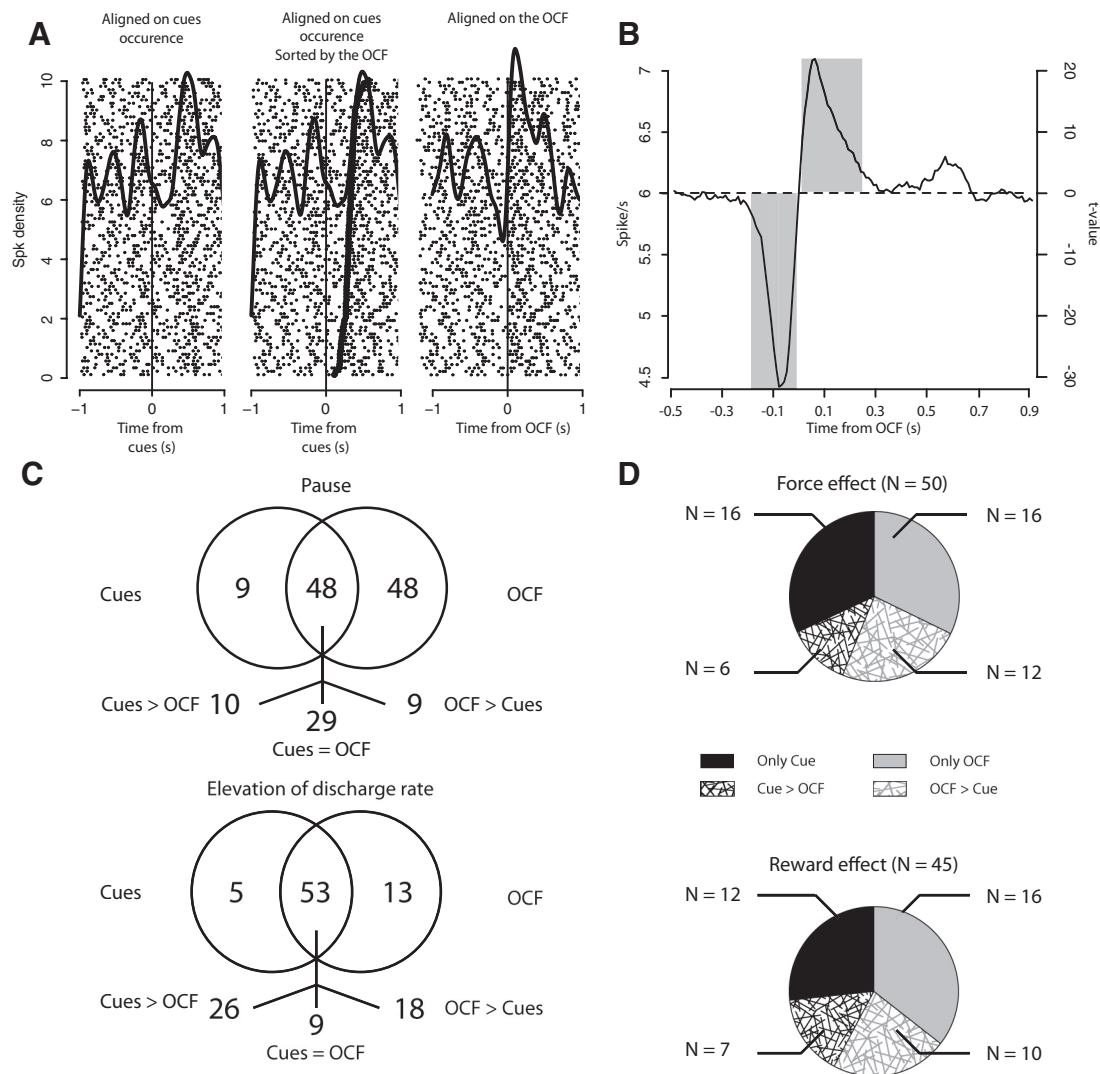 A
Aligned on cues
occurence
Aligned on cues
occurence
Sorted by the OCF
Aligned on the OCF
Spk density
0
2
4
6
8
10
−1
0
1
Time from
cues (s)
−1
0
1
Time from
cues (s)
−1
0
1
Time from OCF (s)
B
Spike/s
7
6.5
6
5.5
5
4.5
20
10
0
-10
-20
-30
t-value
-0.5
-0.3
-0.1
0.1
0.3
0.5
0.7
0.9
Time from OCF (s)
C
Pause
Cues
9
48
48
OCF
Cues > OCF 10
29
9 OCF > Cues
Cues = OCF
Elevation of discharge rate
Cues
5
53
13
OCF
Cues > OCF 26
9
18 OCF > Cues
Cues = OCF
D
Force effect (N = 50)
N = 16
N = 16
N = 6
N = 12
Only Cue
Only OCF
Cue > OCF
OCF > Cue
Reward effect (N = 45)
N = 12
N = 16
N = 7
N = 10